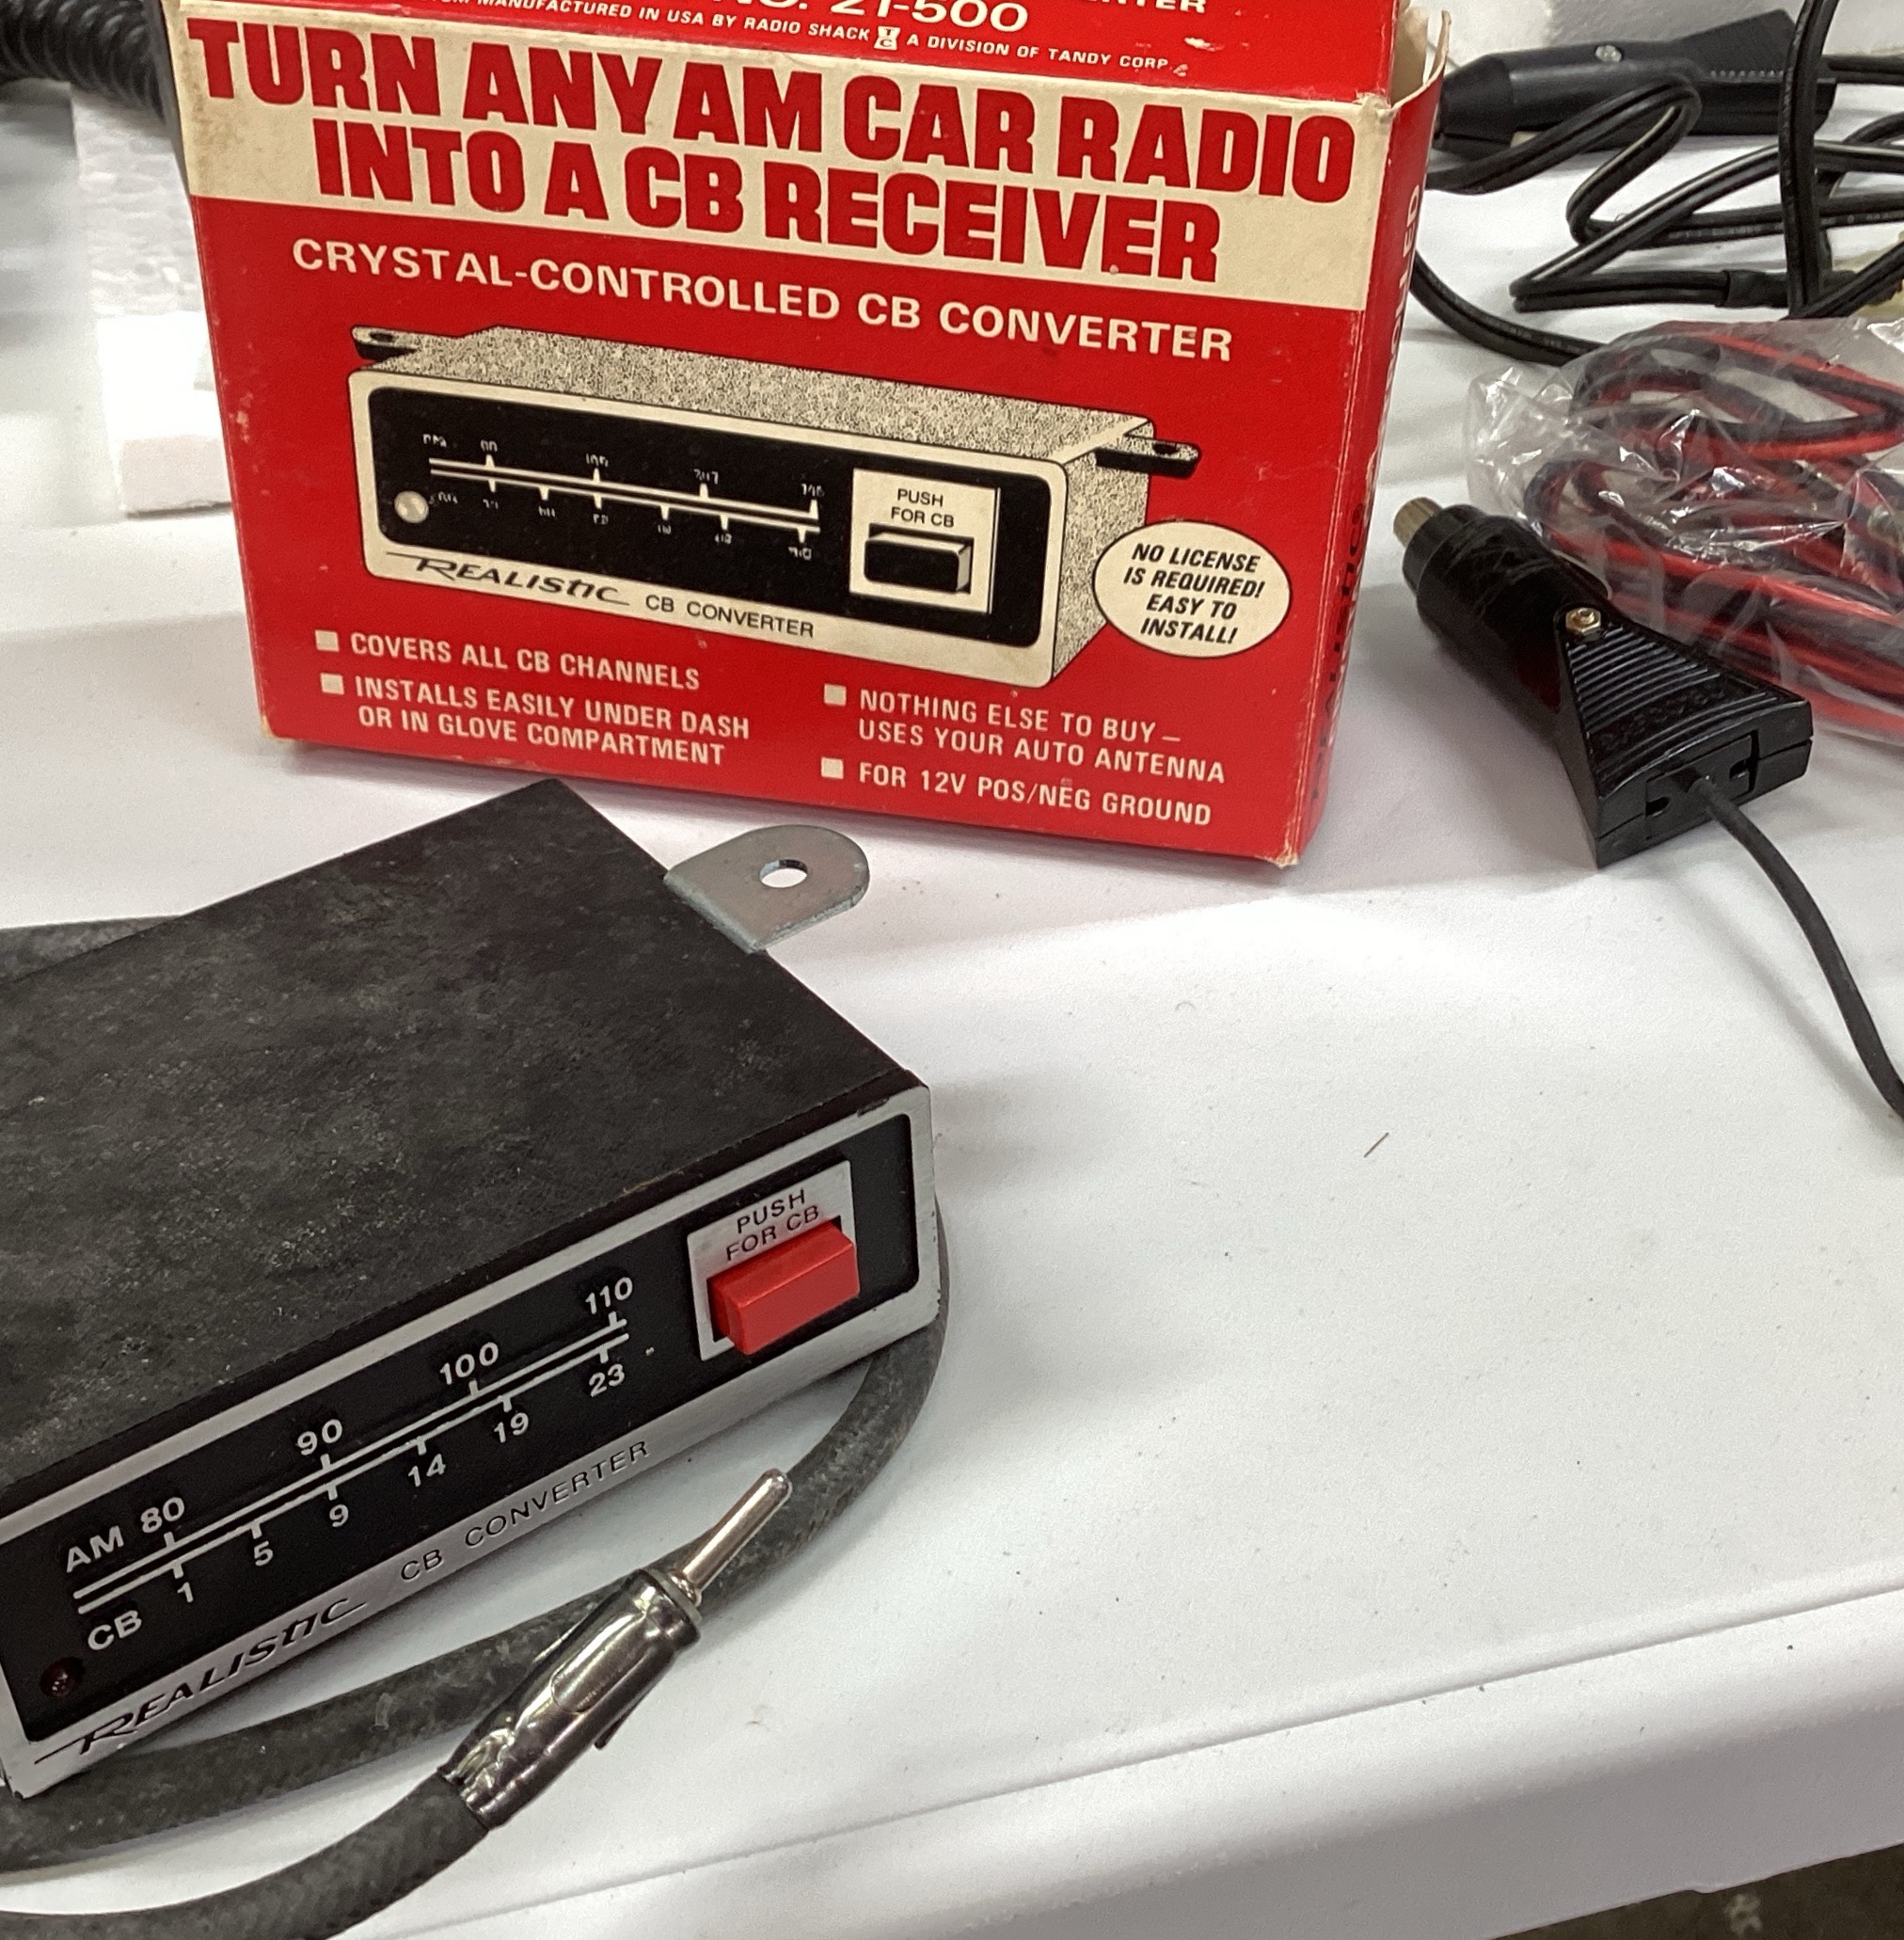 NO. 21-500
MANUFACTURED IN USA BY RADIO SHACK TC A DIVISION OF TANDY CORP.
TURN ANY AM CAR RADIO
INTO A CB RECEIVER
CRYSTAL-CONTROLLED CB CONVERTER
PUSH
FOR CB
REALISTIC CB CONVERTER
NO LICENSE
IS REQUIRED!
EASY TO
INSTALL!
COVERS ALL CB CHANNELS
INSTALLS EASILY UNDER DASH
OR IN GLOVE COMPARTMENT
NOTHING ELSE TO BUY –
USES YOUR AUTO ANTENNA
FOR 12V POS/NEG GROUND
PUSH
FOR CB
AM 80 90 100 110
CB 1 5 9 14 19 23
REALISTIC CB CONVERTER